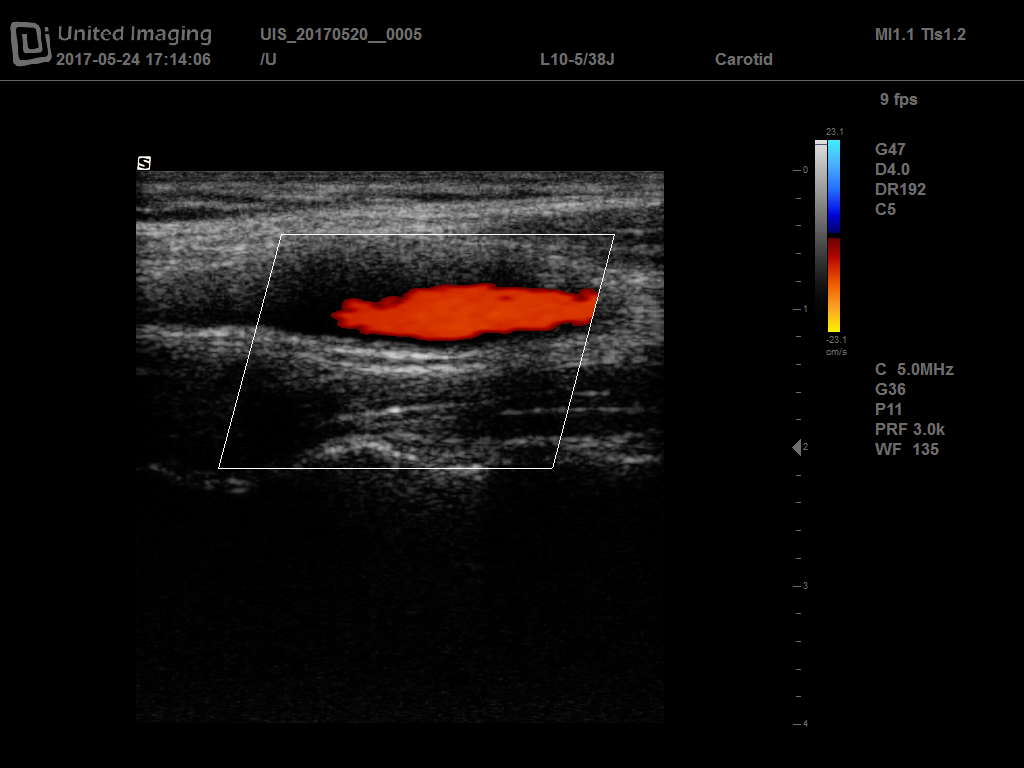 United Imaging UIS_20170520__0005 MI1.1 TIs1.2
2017-05-24 17:14:06 /U L10-5/38J Carotid
9 fps
S
23.1
G47
D4.0
DR192
C5
-23.1
cm/s
0
1
2
3
4
C 5.0MHz
G36
P11
PRF 3.0k
WF 135